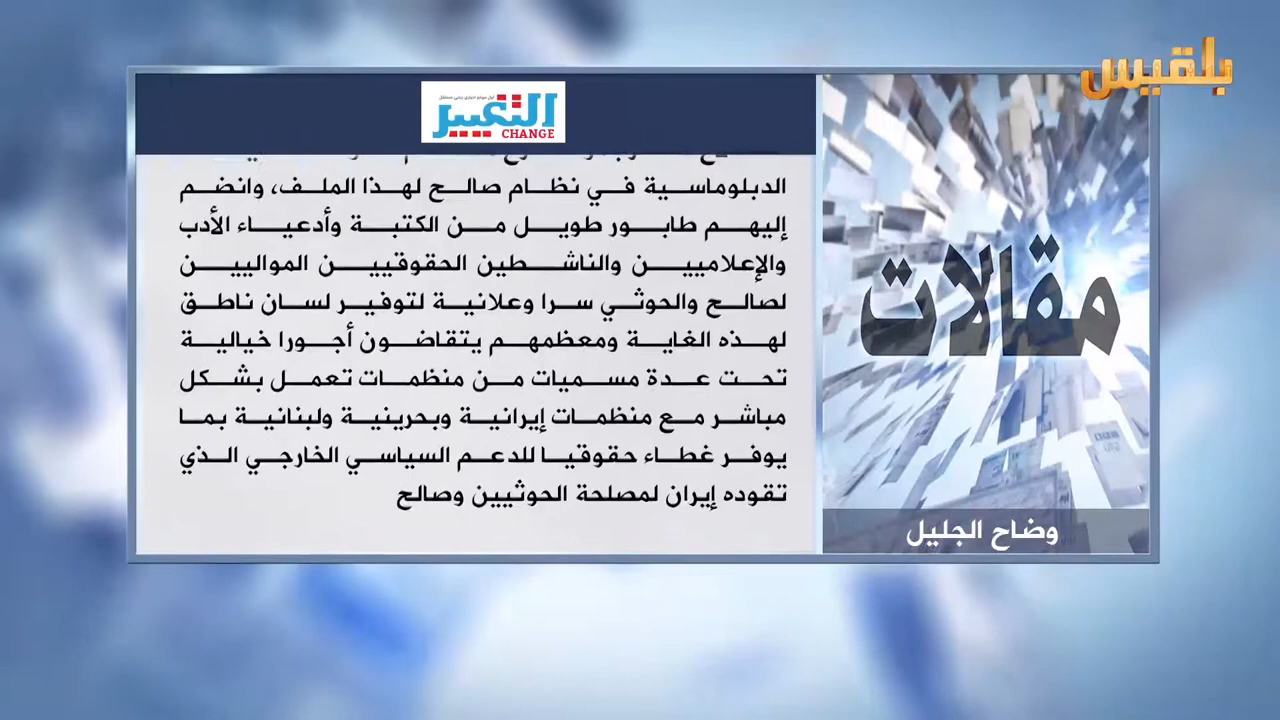 بلقيس
التغيير
CHANGE
الدبلوماسية في نظام صالح لهذا الملف، وانضم
إليهم طابور طويل من الكتبة وأدعياء الأدب
والإعلاميين والناشطين الحقوقيين المواليين
لصالح والحوثي سرا وعلانية لتوفير لسان ناطق
لهذه الغاية ومعظمهم يتقاضون أجورا خيالية
تحت عدة مسميات من منظمات تعمل بشكل
مباشر مع منظمات إيرانية وبحرينية ولبنانية بما
يوفر غطاء حقوقيا للدعم السياسي الخارجي الذي
تقوده إيران لمصلحة الحوثيين وصالح
مقالات
وضاح الجليل